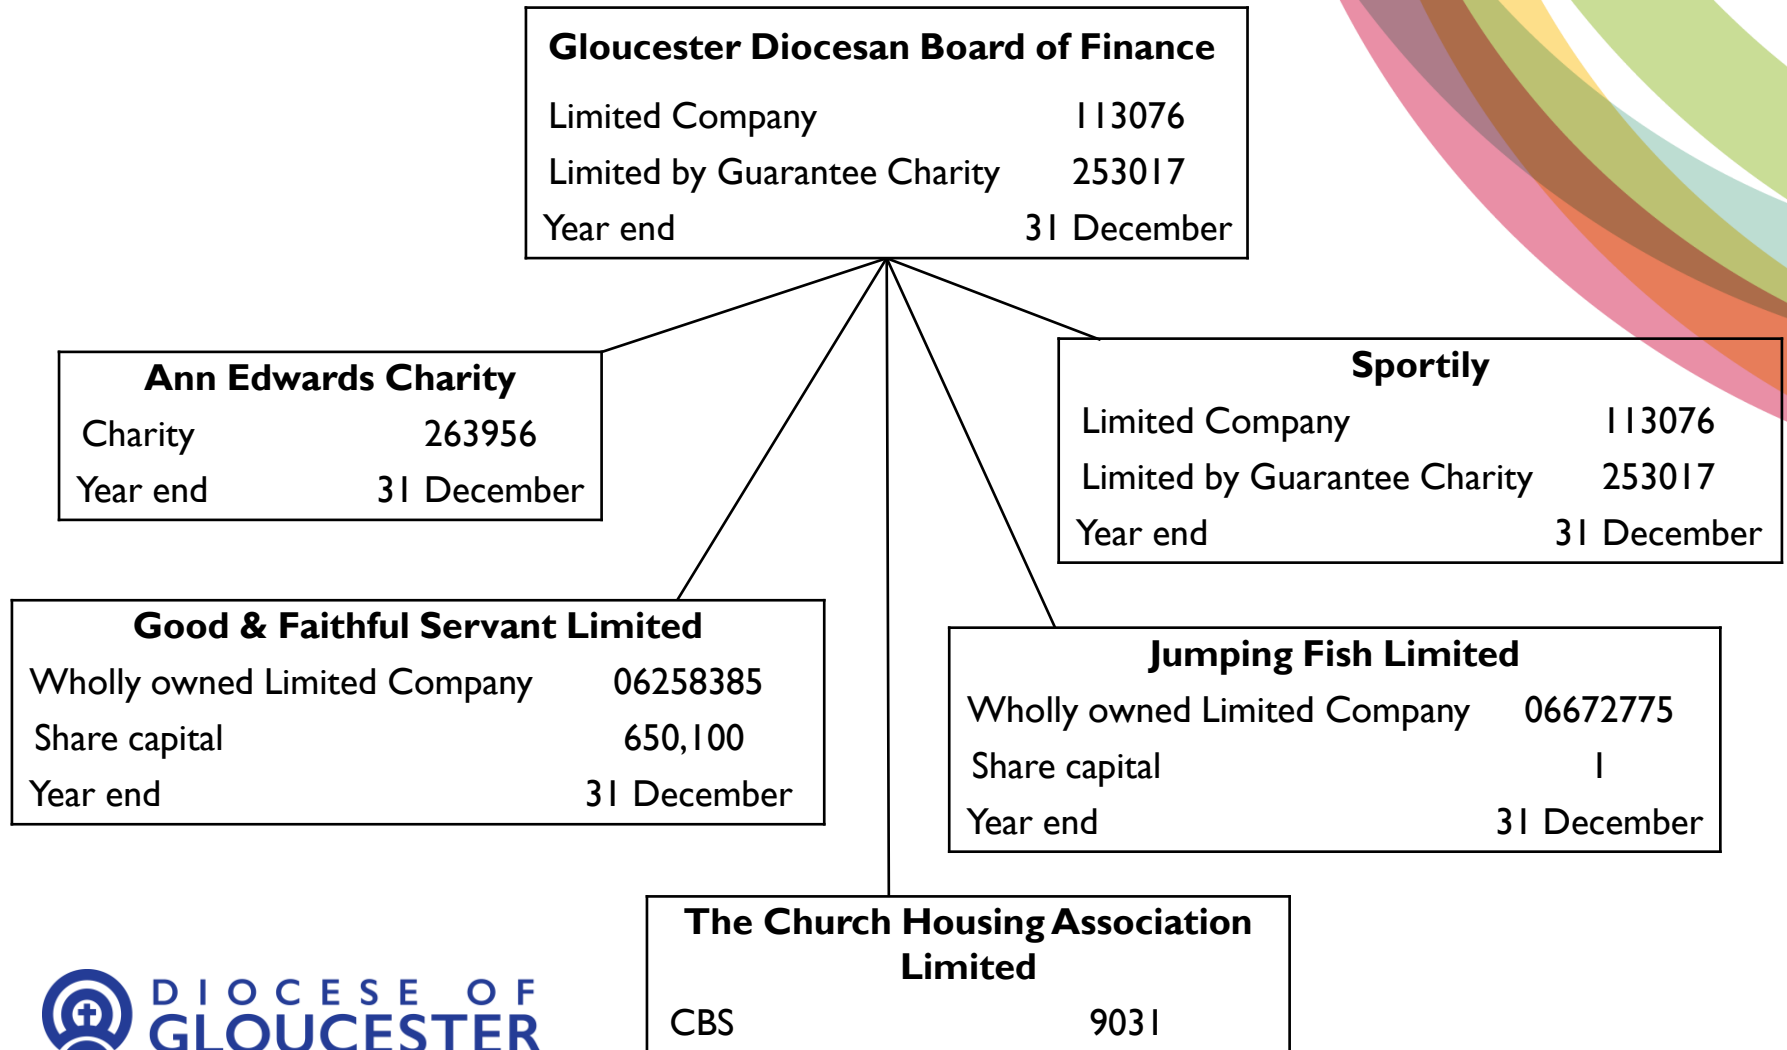 Gloucester Diocesan Board of Finance
Limited Company 113076
Limited by Guarantee Charity 253017
Year end 31 December
Ann Edwards Charity
Charity 263956
Year end 31 December
Sportily
Limited Company 113076
Limited by Guarantee Charity 253017
Year end 31 December
Good & Faithful Servant Limited
Wholly owned Limited Company 06258385
Share capital 650,100
Year end 31 December
Jumping Fish Limited
Wholly owned Limited Company 06672775
Share capital 1
Year end 31 December
The Church Housing Association
Limited
CBS 9031
DIOCESE OF
GLOUCESTER